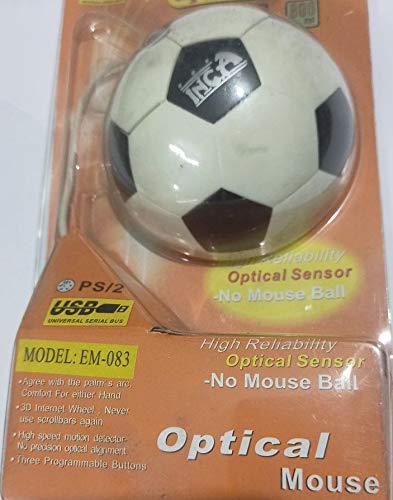 800
INCA
High Reliability
Optical Sensor
-No Mouse Ball
PS/2
USB
UNIVERSAL SERIAL BUS
MODEL: EM-083
High Reliability
Optical Sensor
-No Mouse Ball
•Agree with the palm's arc,
Comfort For either Hand
•3D Internet Wheel, Never
use scrollbars again
•High speed motion detector-
No precision optical alignment
•Three Programmable Buttons
Optical
Mouse